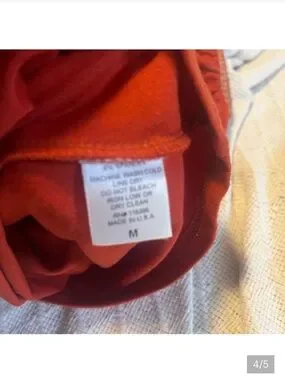 MACHINE WASH COLD
LINE DRY
DO NOT BLEACH
IRON LOW OR
DRY CLEAN
MADE IN U.S.A
M
4/5